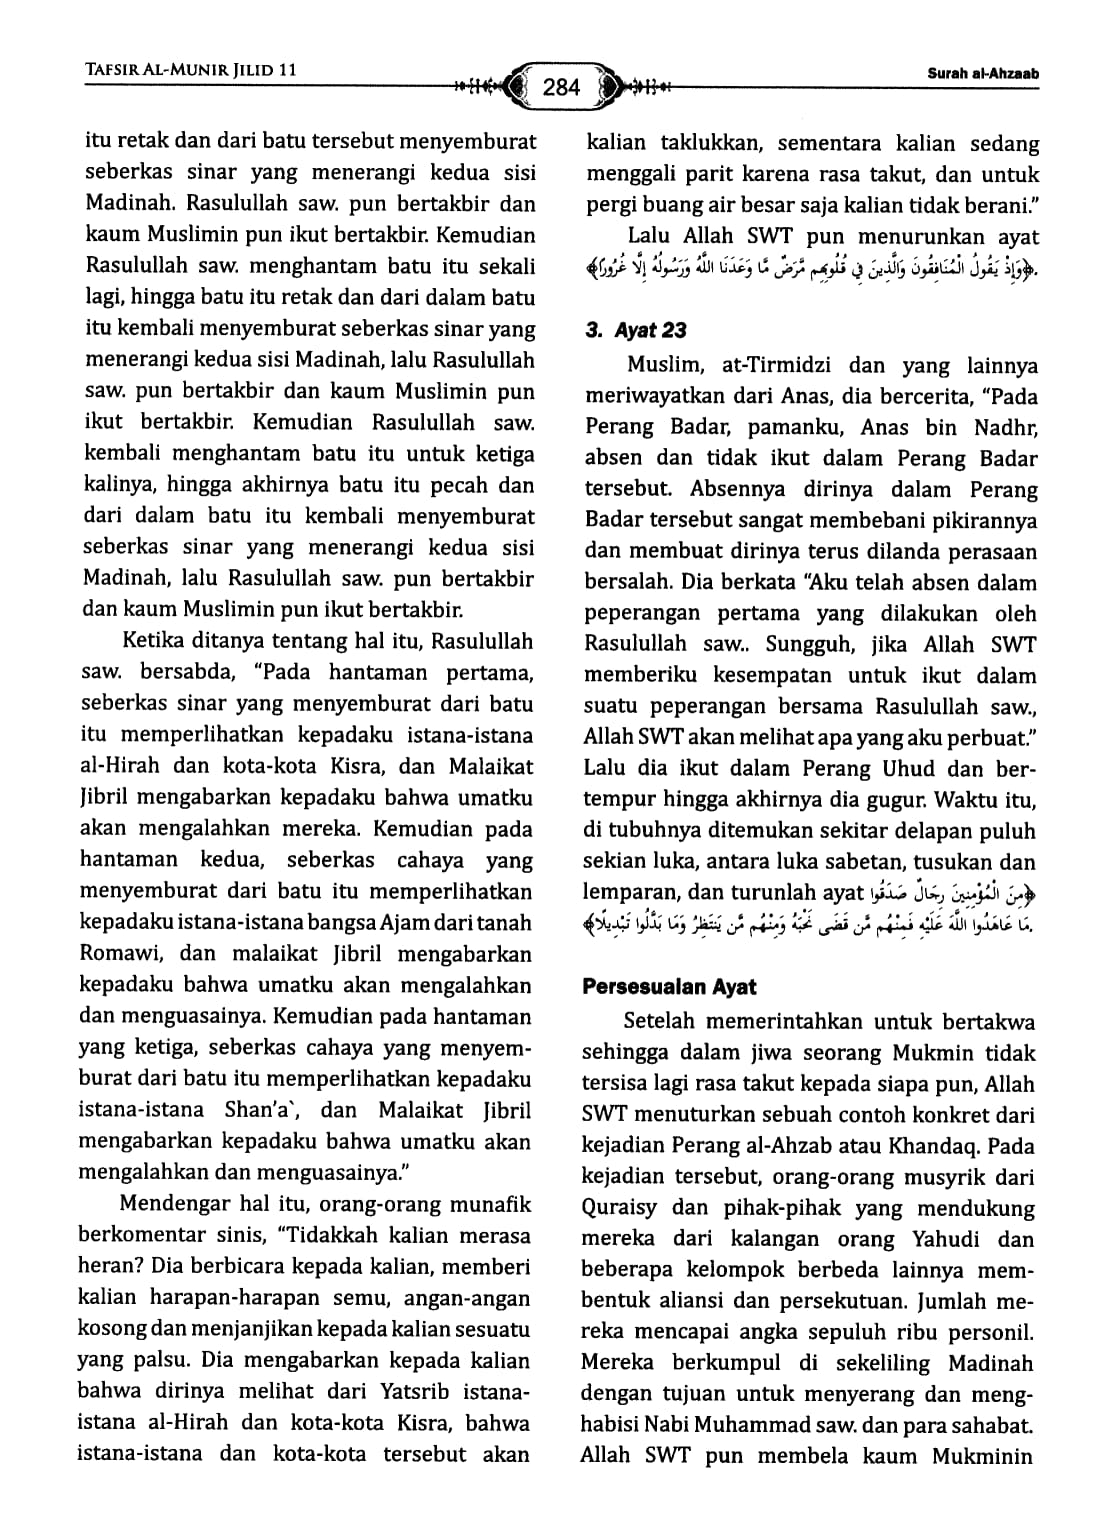 TAFSIR AL-MUNIR JILID 11
284
Surah al-Ahzaab
itu retak dan dari batu tersebut menyemburat
seberkas sinar yang menerangi kedua sisi
Madinah. Rasulullah saw. pun bertakbir dan
kaum Muslimin pun ikut bertakbir. Kemudian
Rasulullah saw. menghantam batu itu sekali
lagi, hingga batu itu retak dan dari dalam batu
itu kembali menyemburat seberkas sinar yang
menerangi kedua sisi Madinah, lalu Rasulullah
saw. pun bertakbir dan kaum Muslimin pun
ikut bertakbir. Kemudian Rasulullah saw.
kembali menghantam batu itu untuk ketiga
kalinya, hingga akhirnya batu itu pecah dan
dari dalam batu itu kembali menyemburat
seberkas sinar yang menerangi kedua sisi
Madinah, lalu Rasulullah saw. pun bertakbir
dan kaum Muslimin pun ikut bertakbir.
Ketika ditanya tentang hal itu, Rasulullah
saw. bersabda, “Pada hantaman pertama,
seberkas sinar yang menyemburat dari batu
itu memperlihatkan kepadaku istana-istana
al-Hirah dan kota-kota Kisra, dan Malaikat
Jibril mengabarkan kepadaku bahwa umatku
akan mengalahkan mereka. Kemudian pada
hantaman kedua, seberkas cahaya yang
menyemburat dari batu itu memperlihatkan
kepadaku istana-istana bangsa Ajam dari tanah
Romawi, dan malaikat Jibril mengabarkan
kepadaku bahwa umatku akan mengalahkan
dan menguasainya. Kemudian pada hantaman
yang ketiga, seberkas cahaya yang menyem-
burat dari batu itu memperlihatkan kepadaku
istana-istana Shan’a`, dan Malaikat Jibril
mengabarkan kepadaku bahwa umatku akan
mengalahkan dan menguasainya.”
Mendengar hal itu, orang-orang munafik
berkomentar sinis, “Tidakkah kalian merasa
heran? Dia berbicara kepada kalian, memberi
kalian harapan-harapan semu, angan-angan
kosong dan menjanjikan kepada kalian sesuatu
yang palsu. Dia mengabarkan kepada kalian
bahwa dirinya melihat dari Yatsrib istana-
istana al-Hirah dan kota-kota Kisra, bahwa
istana-istana dan kota-kota tersebut akan
kalian taklukkan, sementara kalian sedang
menggali parit karena rasa takut, dan untuk
pergi buang air besar saja kalian tidak berani.”
Lalu Allah SWT pun menurunkan ayat
﴿وَإِذْ يَقُولُ الْمُنَافِقُونَ وَالَّذِينَ فِي قُلُوبِهِم مَّرَضٌ مَّا وَعَدَنَا اللَّهُ وَرَسُولُهُ إِلَّا غُرُورًا﴾.
3. Ayat 23
Muslim, at-Tirmidzi dan yang lainnya
meriwayatkan dari Anas, dia bercerita, “Pada
Perang Badar, pamanku, Anas bin Nadhr,
absen dan tidak ikut dalam Perang Badar
tersebut. Absennya dirinya dalam Perang
Badar tersebut sangat membebani pikirannya
dan membuat dirinya terus dilanda perasaan
bersalah. Dia berkata “Aku telah absen dalam
peperangan pertama yang dilakukan oleh
Rasulullah saw.. Sungguh, jika Allah SWT
memberiku kesempatan untuk ikut dalam
suatu peperangan bersama Rasulullah saw.,
Allah SWT akan melihat apa yang aku perbuat.”
Lalu dia ikut dalam Perang Uhud dan ber-
tempur hingga akhirnya dia gugur. Waktu itu,
di tubuhnya ditemukan sekitar delapan puluh
sekian luka, antara luka sabetan, tusukan dan
lemparan, dan turunlah ayat ﴿مِنَ الْمُؤْمِنِينَ رِجَالٌ صَدَقُوا
مَا عَاهَدُوا اللَّهَ عَلَيْهِ فَمِنْهُم مَّن قَضَى نَحْبَهُ وَمِنْهُم مَّن يَنتَظِرُ وَمَا بَدَّلُوا تَبْدِيلًا﴾.
Persesuaian Ayat
Setelah memerintahkan untuk bertakwa
sehingga dalam jiwa seorang Mukmin tidak
tersisa lagi rasa takut kepada siapa pun, Allah
SWT menuturkan sebuah contoh konkret dari
kejadian Perang al-Ahzab atau Khandaq. Pada
kejadian tersebut, orang-orang musyrik dari
Quraisy dan pihak-pihak yang mendukung
mereka dari kalangan orang Yahudi dan
beberapa kelompok berbeda lainnya mem-
bentuk aliansi dan persekutuan. Jumlah me-
reka mencapai angka sepuluh ribu personil.
Mereka berkumpul di sekeliling Madinah
dengan tujuan untuk menyerang dan meng-
habisi Nabi Muhammad saw. dan para sahabat.
Allah SWT pun membela kaum Mukminin